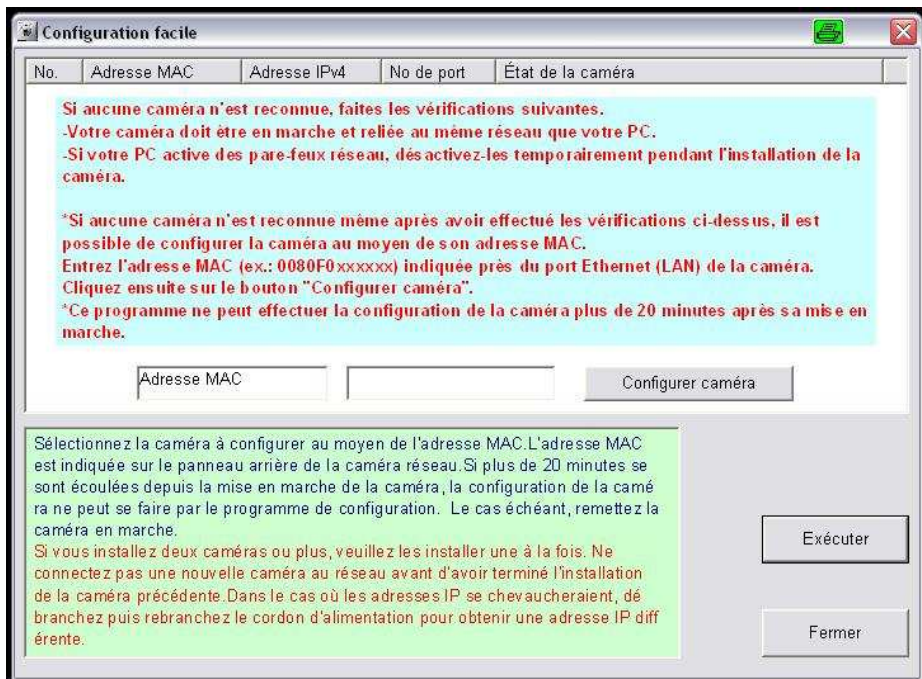 Configuration facile
No. Adresse MAC Adresse IPv4 No de port État de la caméra
Si aucune caméra n'est reconnue, faites les vérifications suivantes.
-Votre caméra doit être en marche et reliée au même réseau que votre PC.
-Si votre PC active des pare-feux réseau, désactivez-les temporairement pendant l'installation de la
caméra.
*Si aucune caméra n'est reconnue même après avoir effectué les vérifications ci-dessus, il est
possible de configurer la caméra au moyen de son adresse MAC.
Entrez l'adresse MAC (ex.: 0080F0xxxxxx) indiquée près du port Ethernet (LAN) de la caméra.
Cliquez ensuite sur le bouton "Configurer caméra".
*Ce programme ne peut effectuer la configuration de la caméra plus de 20 minutes après sa mise en
marche.
Adresse MAC Configurer caméra
Sélectionnez la caméra à configurer au moyen de l'adresse MAC.L'adresse MAC
est indiquée sur le panneau arrière de la caméra réseau.Si plus de 20 minutes se
sont écoulées depuis la mise en marche de la caméra, la configuration de la camé
ra ne peut se faire par le programme de configuration. Le cas échéant, remettez la
caméra en marche.
Si vous installez deux caméras ou plus, veuillez les installer une à la fois. Ne
connectez pas une nouvelle caméra au réseau avant d'avoir terminé l'installation
de la caméra précédente.Dans le cas où les adresses IP se chevaucheraient, dé
branchez puis rebranchez le cordon d'alimentation pour obtenir une adresse IP diff
érente.
Exécuter
Fermer